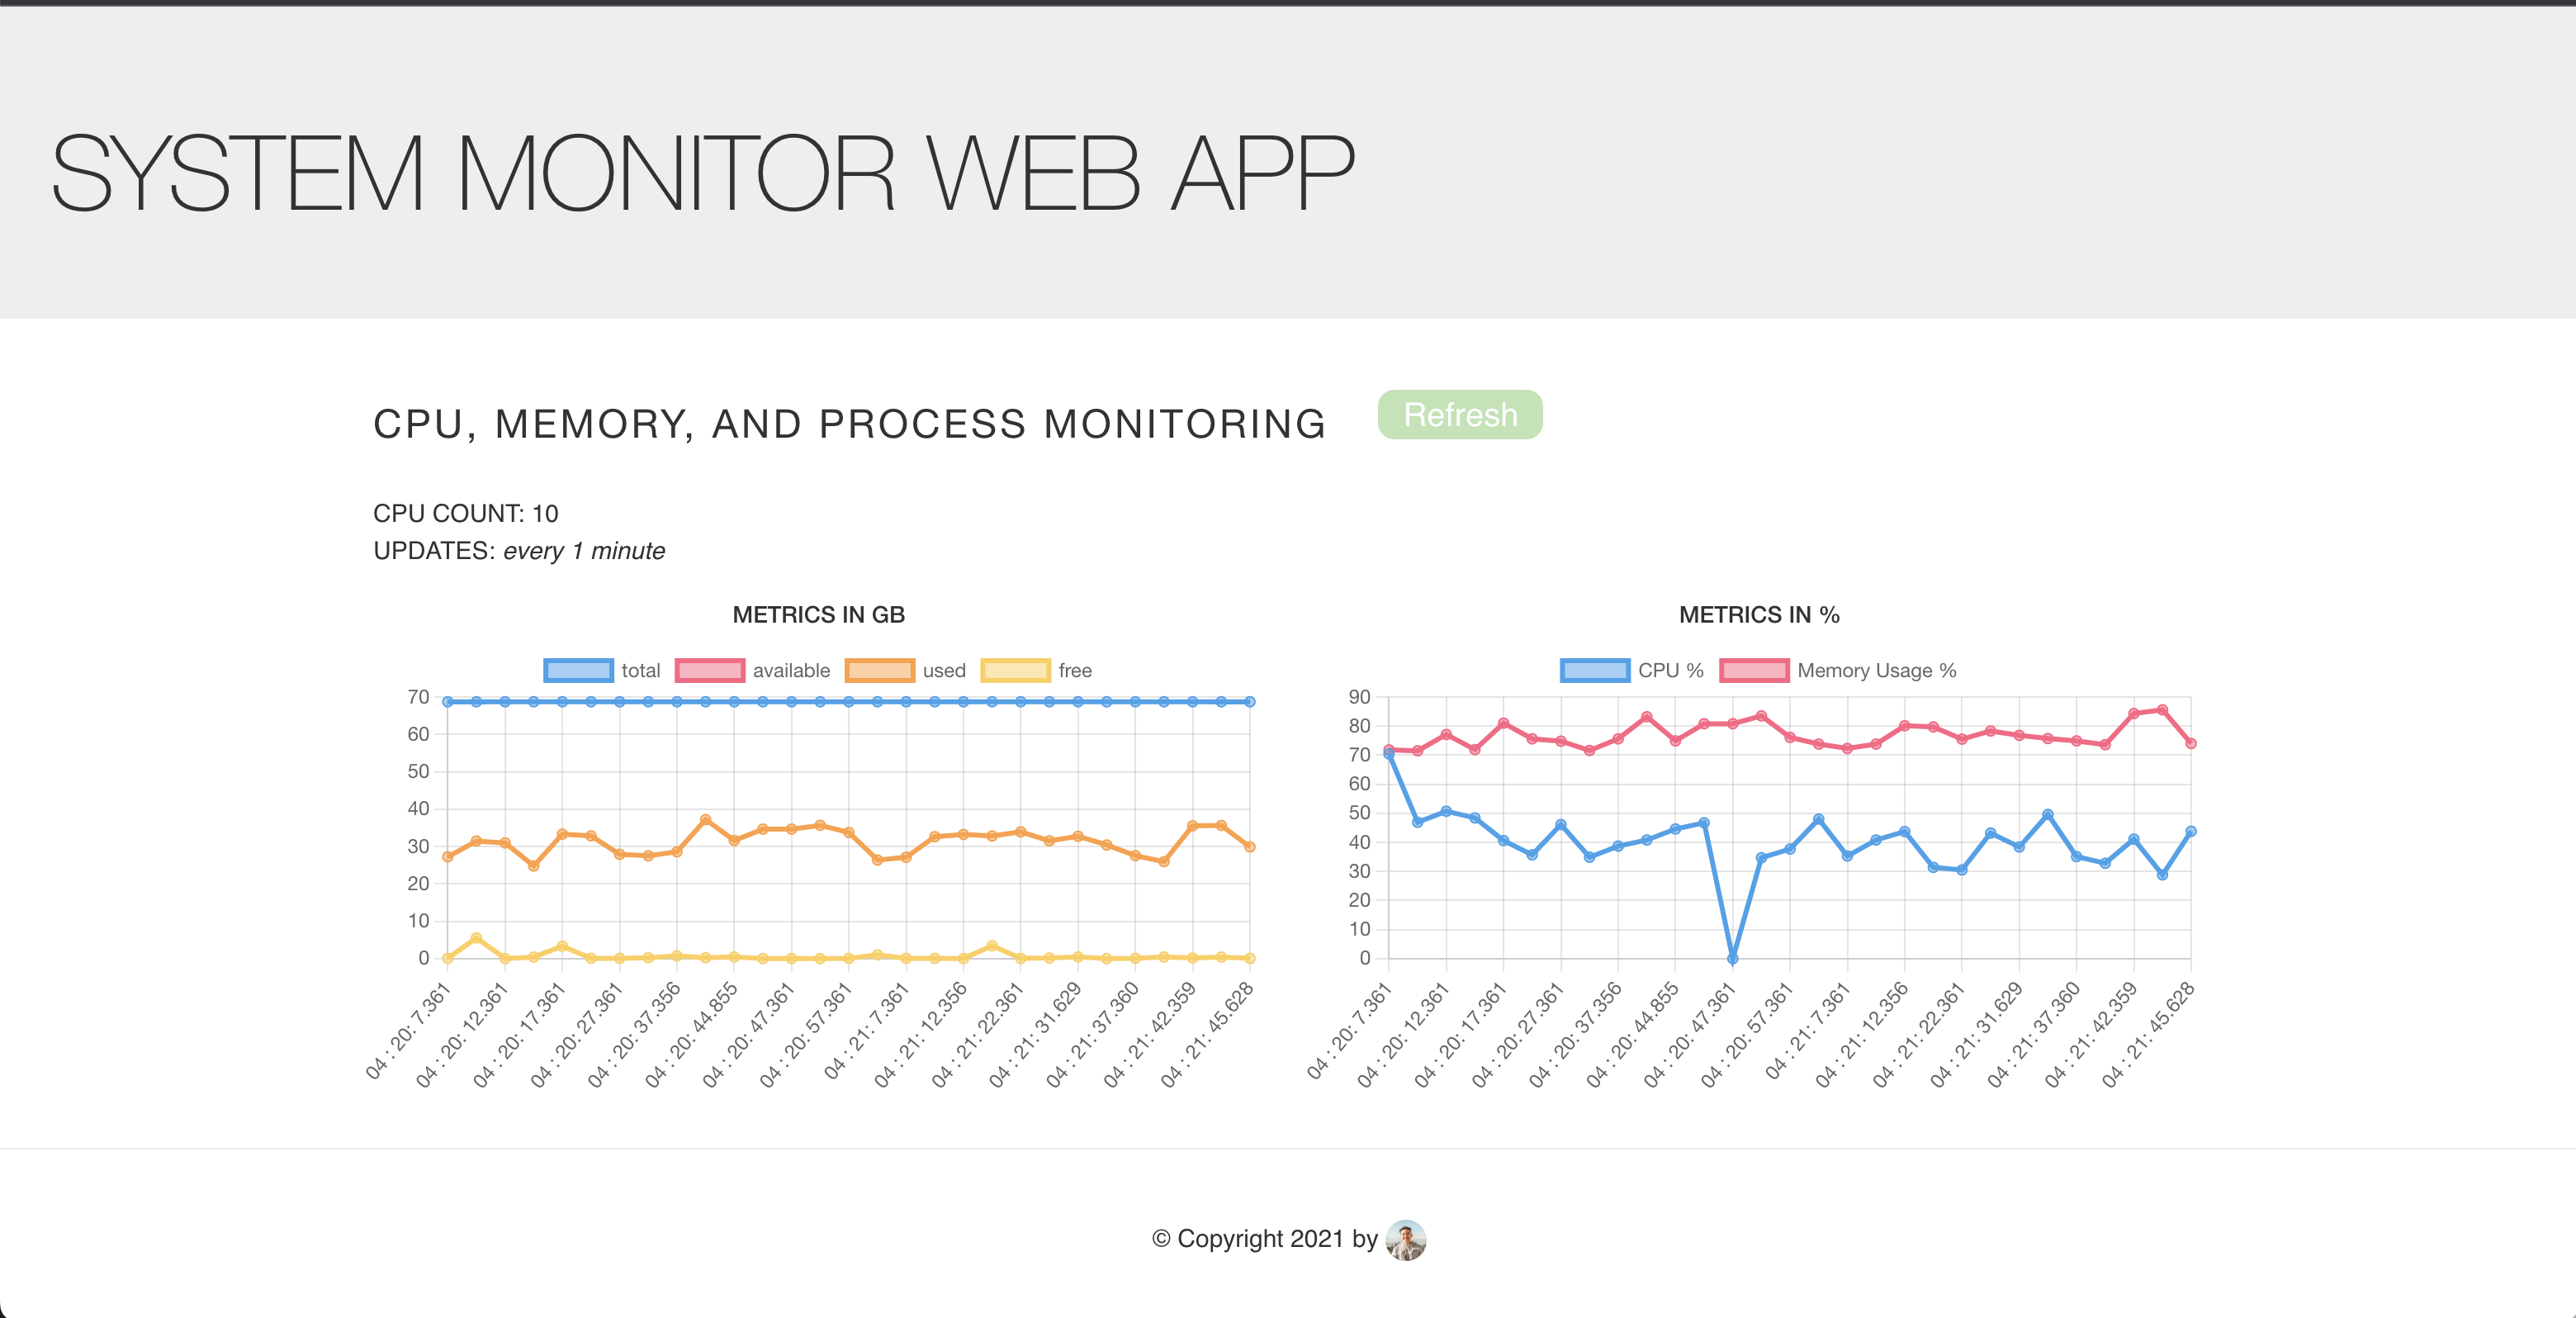 SYSTEM MONITOR WEB APP
CPU, MEMORY, AND PROCESS MONITORING Refresh
CPU COUNT: 10
UPDATES: every 1 minute
METRICS IN GB
total available used free
70
60
50
40
30
20
10
0
04 : : 20: 7.361
04 : : 20: 12.361
04 : : 20: 17.361
04 : : 20: 27.361
04 : : 20: 37.356
04 : : 20: 44.855
04 : : 20: 47.361
04 : : 20: 57.361
04 : : 21: 7.361
04 : : 21: 12.356
04 : : 21: 22.361
04 : : 21: 31.629
04 : : 21: 37.360
04 : : 21: 42.359
04 : : 21: 45.628
METRICS IN %
CPU % Memory Usage %
90
80
70
60
50
40
30
20
10
0
04 : : 20: 7.361
04 : : 20: 12.361
04 : : 20: 17.361
04 : : 20: 27.361
04 : : 20: 37.356
04 : : 20: 44.855
04 : : 20: 47.361
04 : : 20: 57.361
04 : : 21: 7.361
04 : : 21: 12.356
04 : : 21: 22.361
04 : : 21: 31.629
04 : : 21: 37.360
04 : : 21: 42.359
04 : : 21: 45.628
© Copyright 2021 by